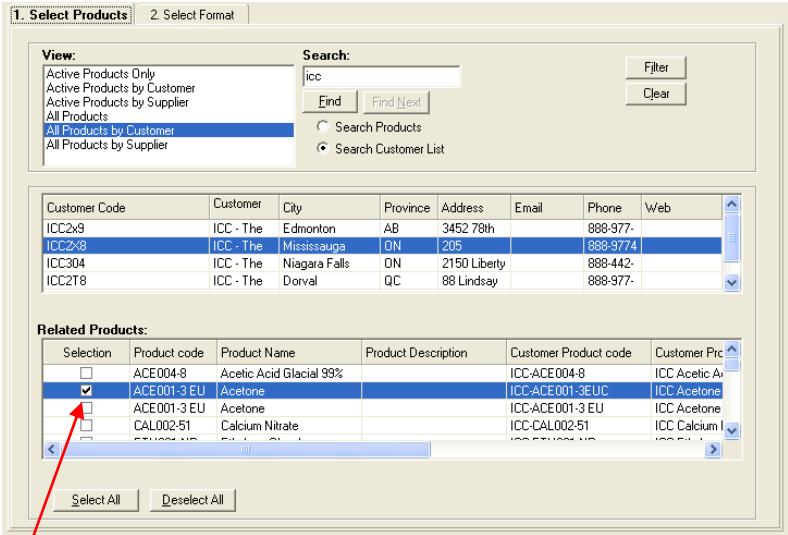 1. Select Products 2. Select Format
View: Search:
Active Products Only
Active Products by Customer
Active Products by Supplier
All Products
All Products by Customer
All Products by Supplier
icc
Find Find Next
Search Products
Search Customer List
Filter
Clear
Customer Code Customer City Province Address Email Phone Web
ICC2x9 ICC - The Edmonton AB 3452 78th 888-977-
ICC2X8 ICC - The Mississauga ON 205 888-9774
ICC304 ICC - The Niagara Falls ON 2150 Liberty 888-442-
ICC2T8 ICC - The Dorval QC 88 Lindsay 888-977-
Related Products:
Selection Product code Product Name Product Description Customer Product code Customer Prc
ACE004-8 Acetic Acid Glacial 99% ICC-ACE004-8 ICC Acetic A
ACE001-3 EU Acetone ICC-ACE001-3EUC ICC Acetone
ACE001-3 EU Acetone ICC-ACE001-3 EU ICC Acetone
CAL002-51 Calcium Nitrate ICC-CAL002-51 ICC Calcium
Select All Deselect All